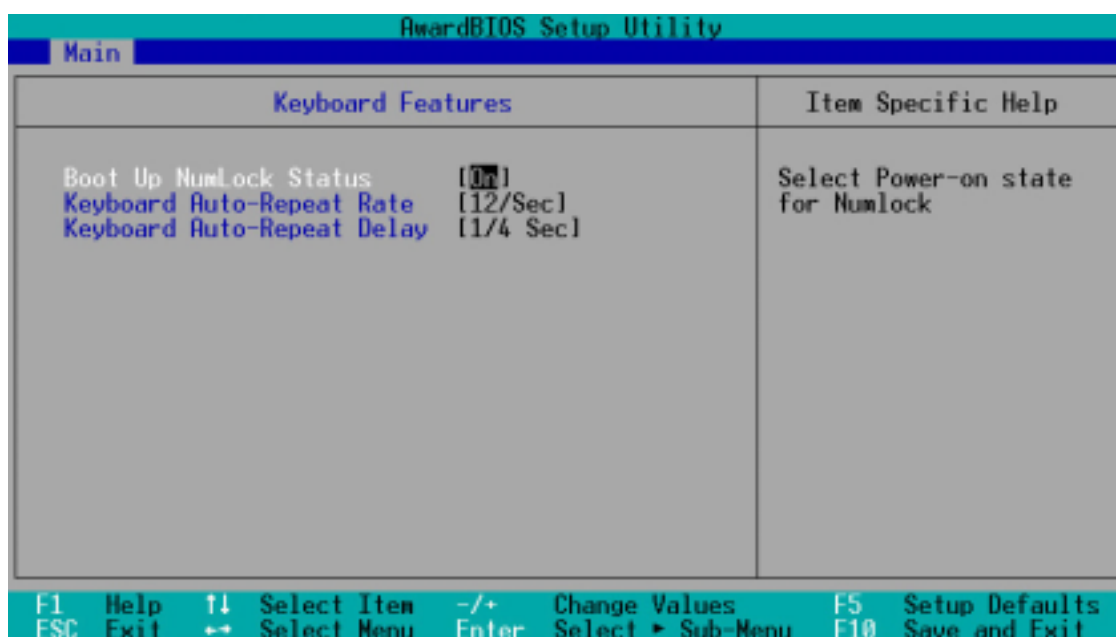 AwardBIOS Setup Utility
Main
Keyboard Features
Item Specific Help
Boot Up NumLock Status [On]
Keyboard Auto-Repeat Rate [12/Sec]
Keyboard Auto-Repeat Delay [1/4 Sec]
Select Power-on state
for Numlock
F1 Help ↑↓ Select Item -/+ Change Values F5 Setup Defaults
ESC Exit ←→ Select Menu Enter Select ► Sub-Menu F10 Save and Exit